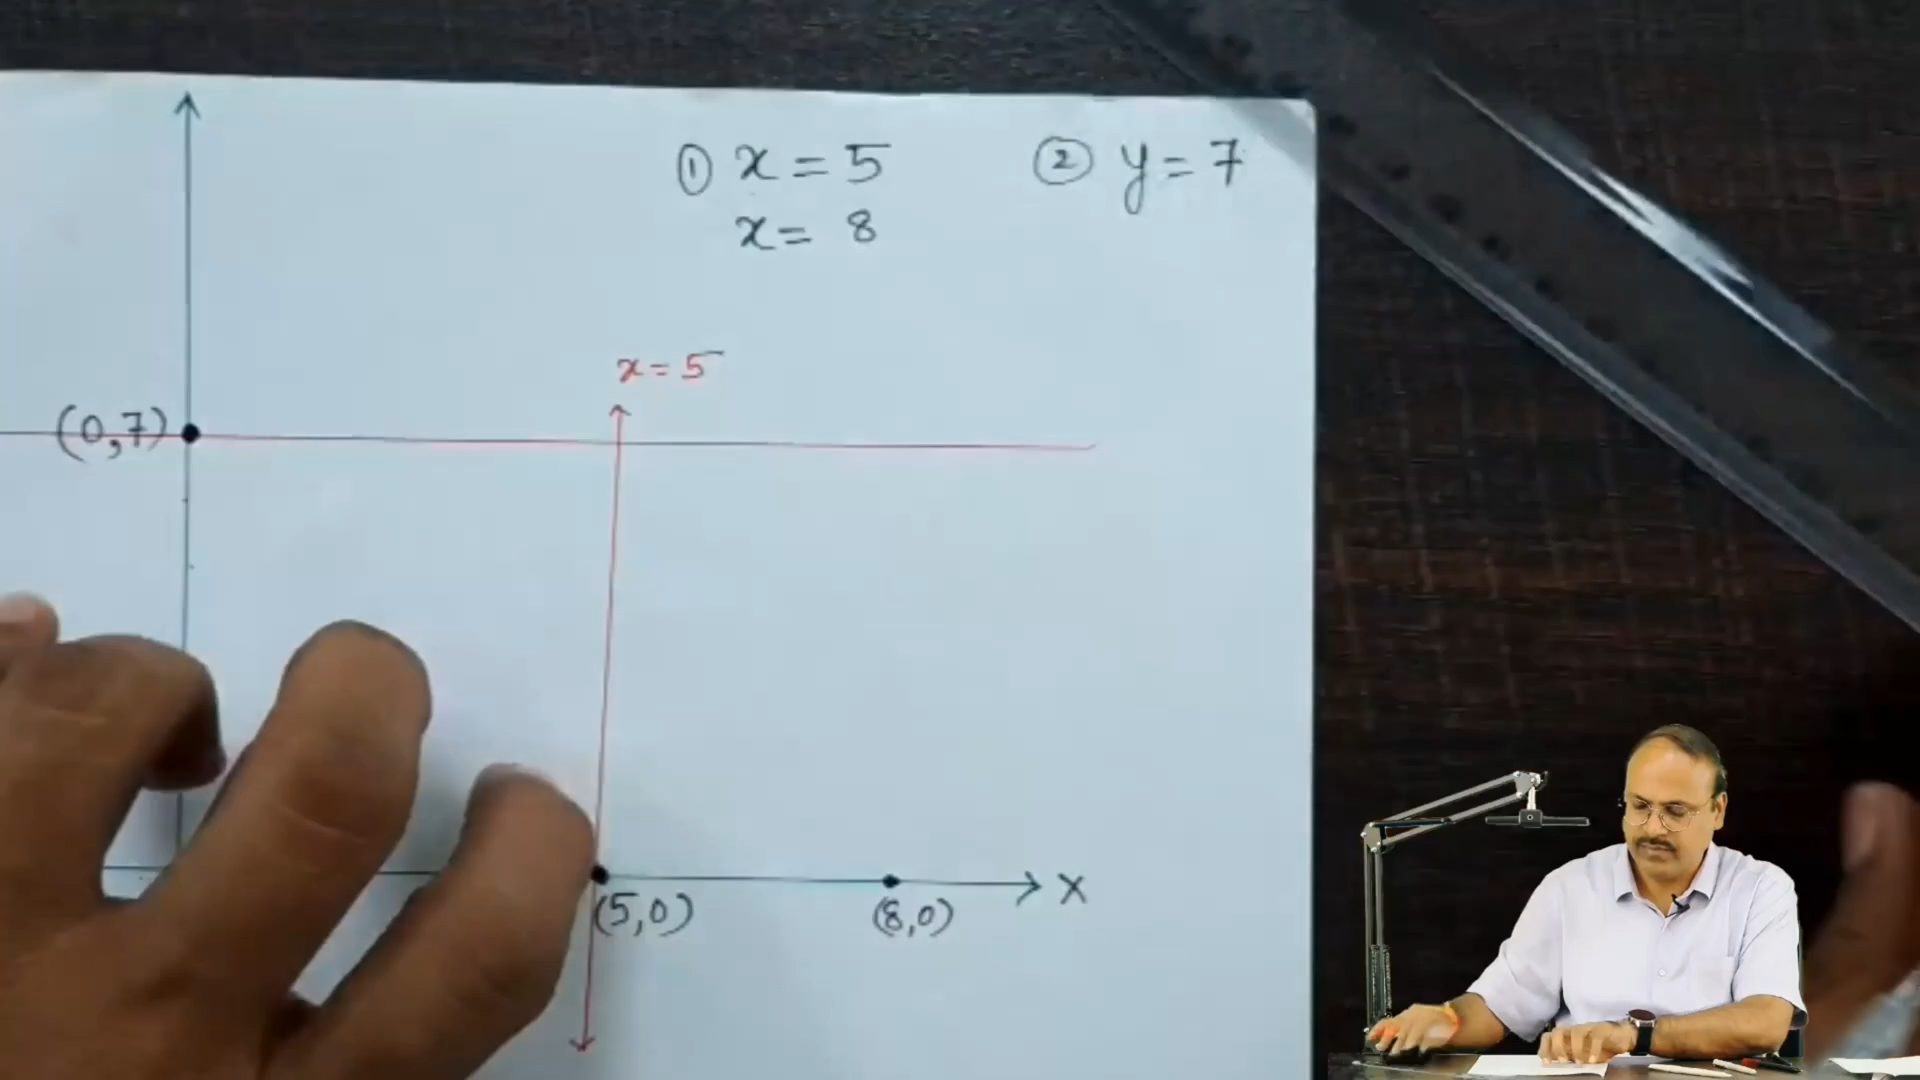 ① x = 5
x = 8
② y = 7
x = 5
(0,7)
X
(5,0)
(8,0)